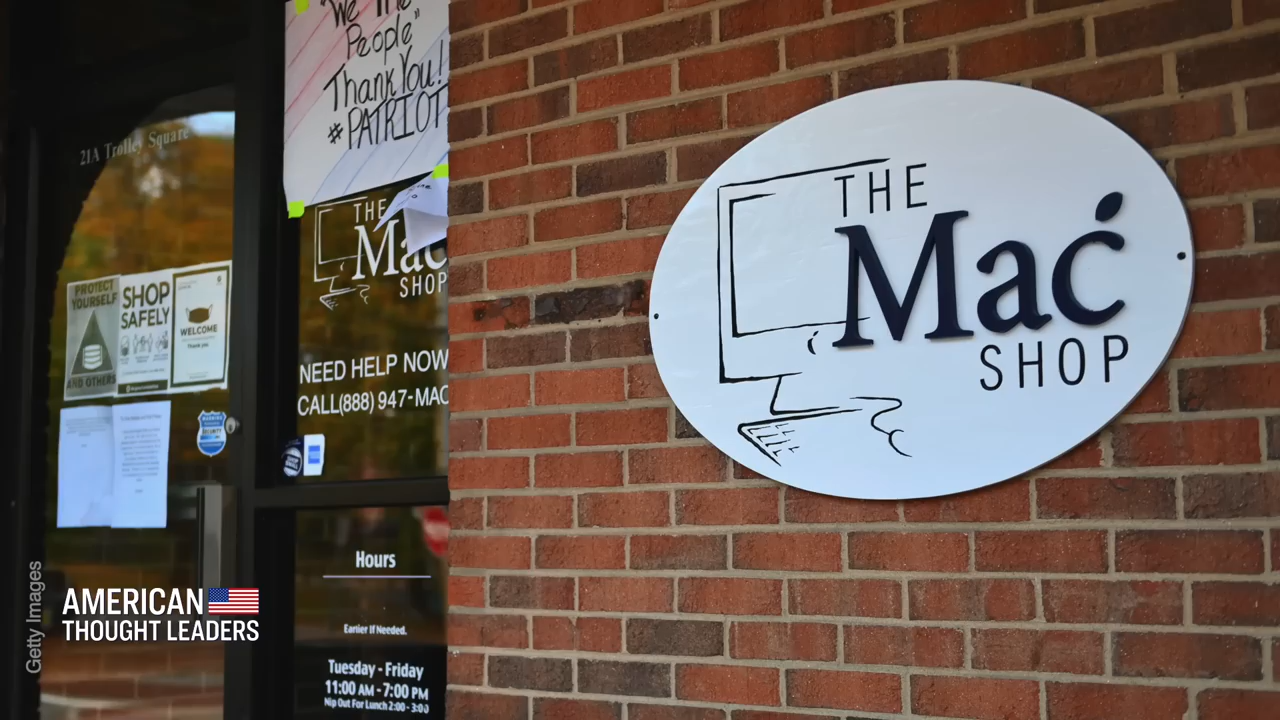 "We The
People"
Thank You!
#PATRIOT
21A Trolley Square
THE
Mac
SHOP
PROTECT
YOURSELF
AND OTHERS
SHOP
SAFELY
WELCOME
Thank you
NEED HELP NOW
CALL(888) 947-MAC
WARNING
SECURITY
Hours
Earlier If Needed.
Tuesday - Friday
11:00 AM - 7:00 PM
Nip Out For Lunch 2:00 - 3:00
THE
Mac
SHOP
Getty Images
AMERICAN
THOUGHT LEADERS